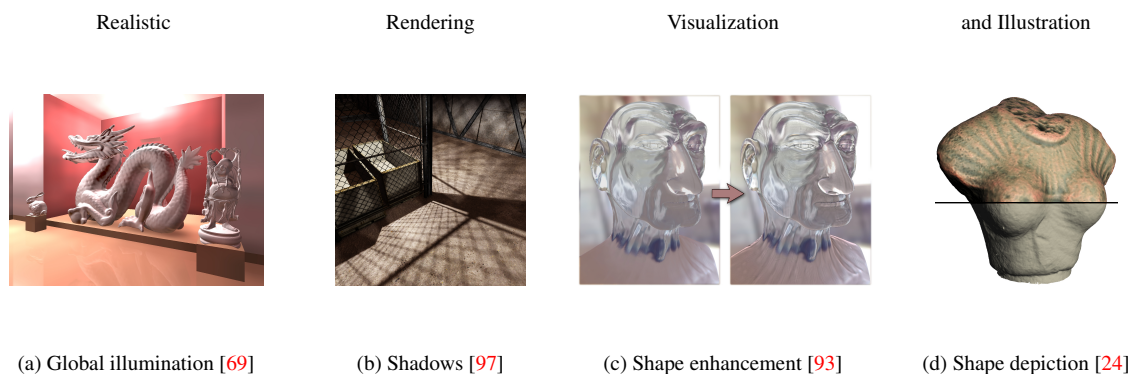 Realistic Rendering Visualization and Illustration
(a) Global illumination [69] (b) Shadows [97] (c) Shape enhancement [93] (d) Shape depiction [24]